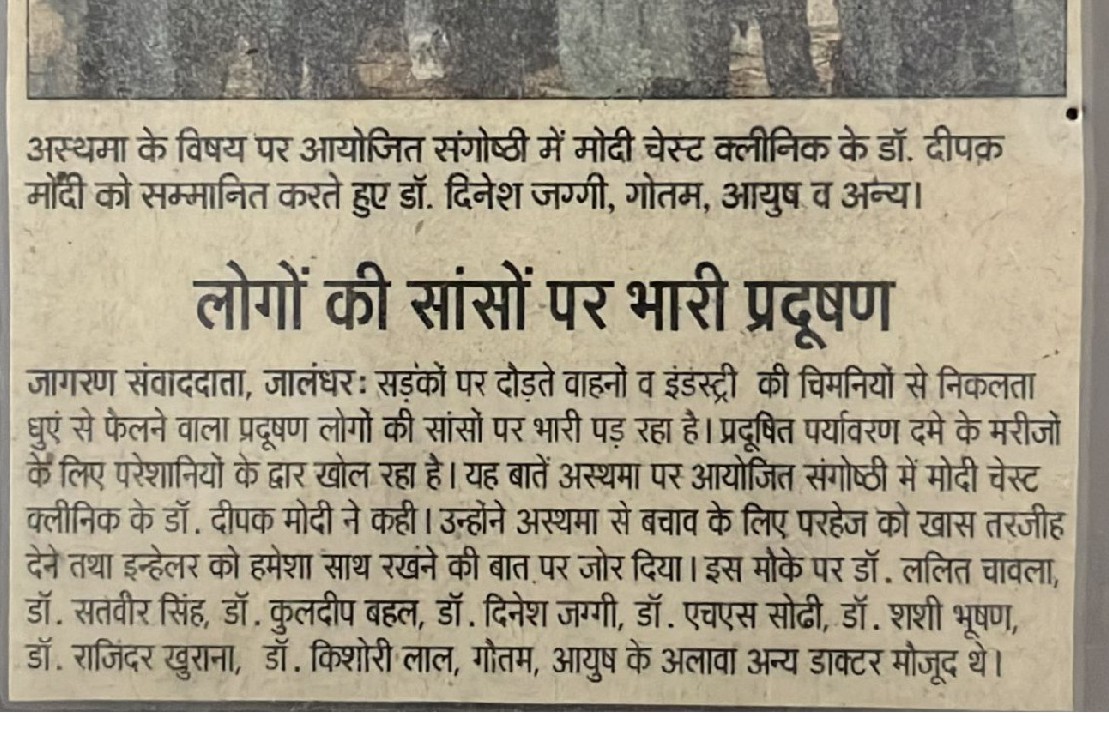 अस्थमा के विषय पर आयोजित संगोष्ठी में मोदी चेस्ट क्लीनिक के डॉ. दीपक
मोदी को सम्मानित करते हुए डॉ. दिनेश जग्गी, गोतम, आयुष व अन्य।
लोगों की सांसों पर भारी प्रदूषण
जागरण संवाददाता, जालंधर: सड़कों पर दौड़ते वाहनों व इंडस्ट्री की चिमनियों से निकलता
धुएं से फैलने वाला प्रदूषण लोगों की सांसों पर भारी पड़ रहा है। प्रदूषित पर्यावरण दमे के मरीजों
के लिए परेशानियों के द्वार खोल रहा है। यह बातें अस्थमा पर आयोजित संगोष्ठी में मोदी चेस्ट
क्लीनिक के डॉ. दीपक मोदी ने कही। उन्होंने अस्थमा से बचाव के लिए परहेज को खास तरजीह
देने तथा इन्हेलर को हमेशा साथ रखने की बात पर जोर दिया। इस मौके पर डॉ. ललित चावला,
डॉ. सतवीर सिंह, डॉ. कुलदीप बहल, डॉ. दिनेश जग्गी, डॉ. एचएस सोढी, डॉ. शशी भूषण,
डॉ. राजिंदर खुराना, डॉ. किशोरी लाल, गौतम, आयुष के अलावा अन्य डाक्टर मौजूद थे।